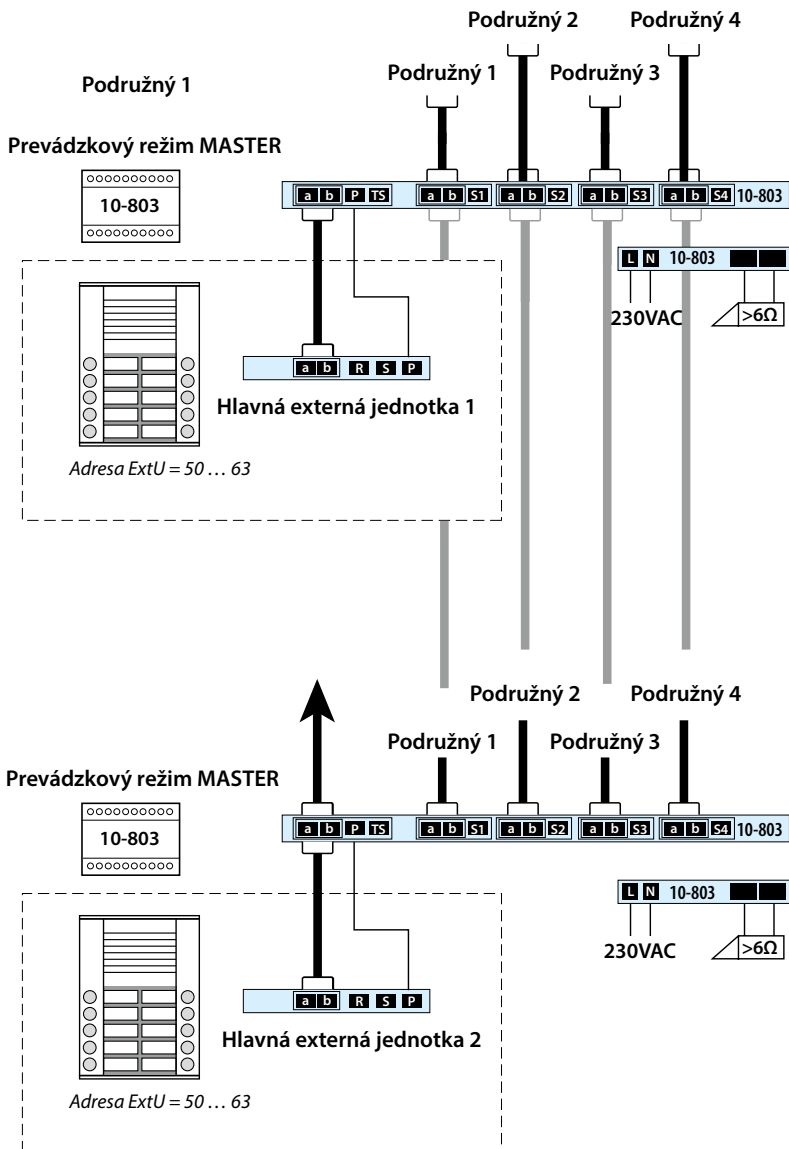 Podružný 2 Podružný 4
Podružný 1 Podružný 1 Podružný 3
Prevádzkový režim MASTER
10-803
a b P TS a b S1 a b S2 a b S3 a b S4 10-803
L N 10-803
230VAC >6Ω
a b R S P
Hlavná externá jednotka 1
Adresa ExtU = 50 … 63
Podružný 2 Podružný 4
Podružný 1 Podružný 3
Prevádzkový režim MASTER
10-803
a b P TS a b S1 a b S2 a b S3 a b S4 10-803
L N 10-803
230VAC >6Ω
a b R S P
Hlavná externá jednotka 2
Adresa ExtU = 50 … 63